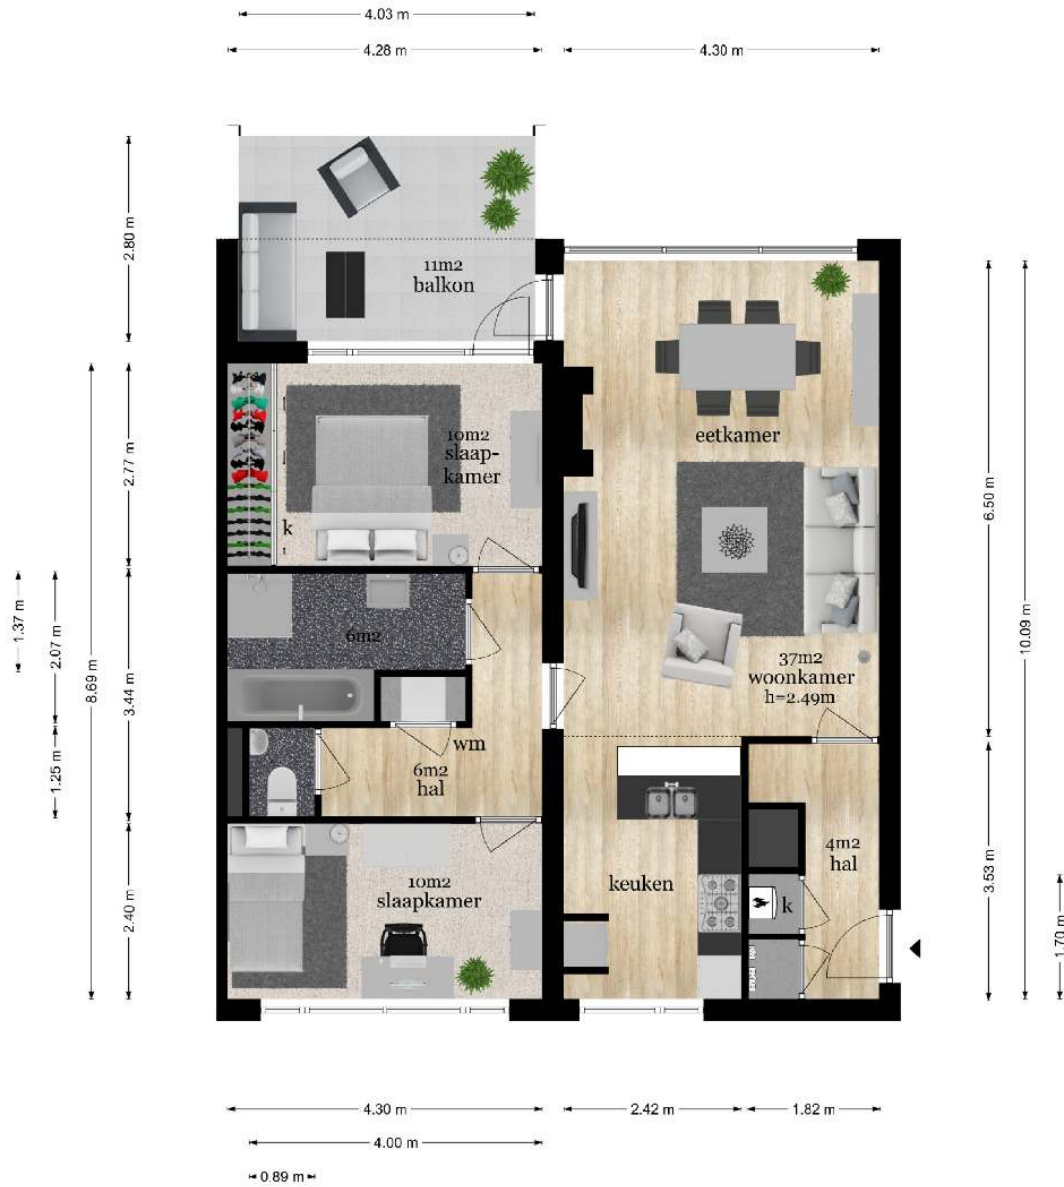 4.03 m
4.28 m
4.30 m
2.80 m
11m2
balkon
eetkamer
10m2
slaap-
kamer
k
2.77 m
6.50 m
10.09 m
8.69 m
1.37 m
2.07 m
3.44 m
1.25 m
6m2
37m2
woonkamer
h=2.49m
wm
6m2
hal
4m2
hal
keuken
k
10m2
slaapkamer
2.40 m
3.53 m
1.70 m
4.30 m
2.42 m
1.82 m
4.00 m
0.89 m